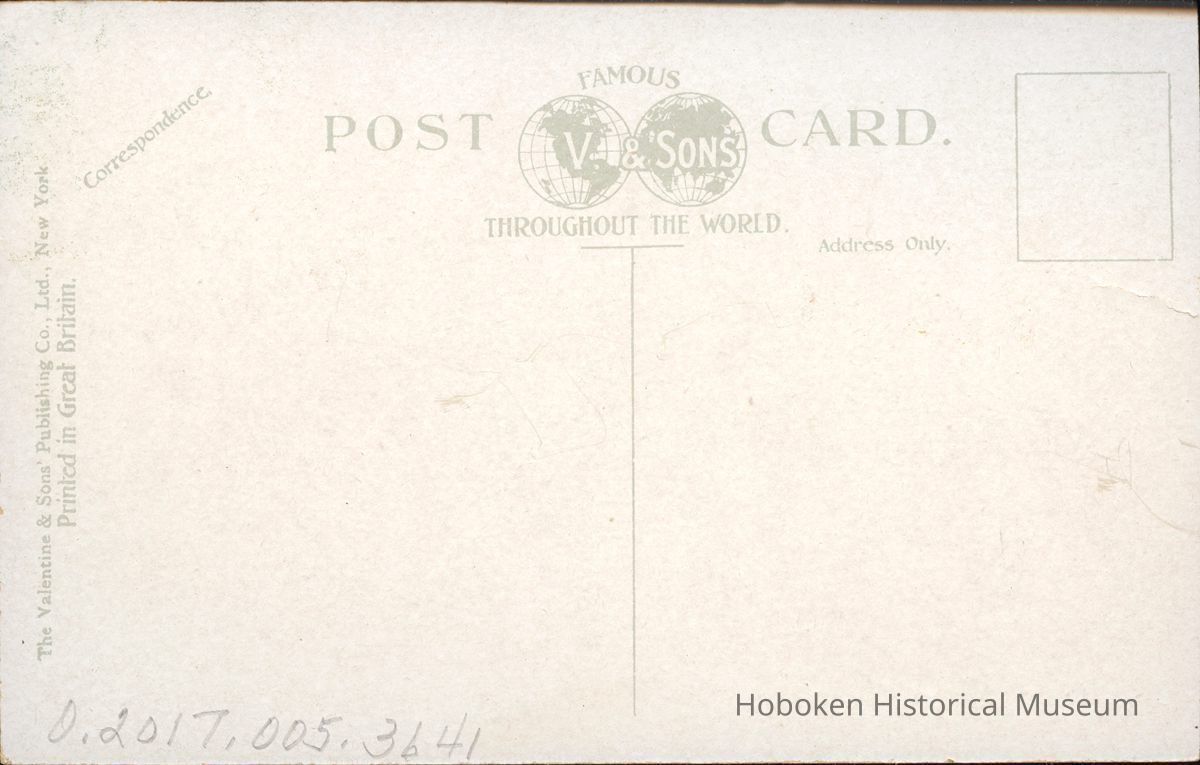 FAMOUS
POST V. & SONS CARD.
THROUGHOUT THE WORLD.
Correspondence.
Address Only.
The Valentine & Sons' Publishing Co., Ltd., New York
Printed in Great Britain.
0.2017.005.3641
Hoboken Historical Museum